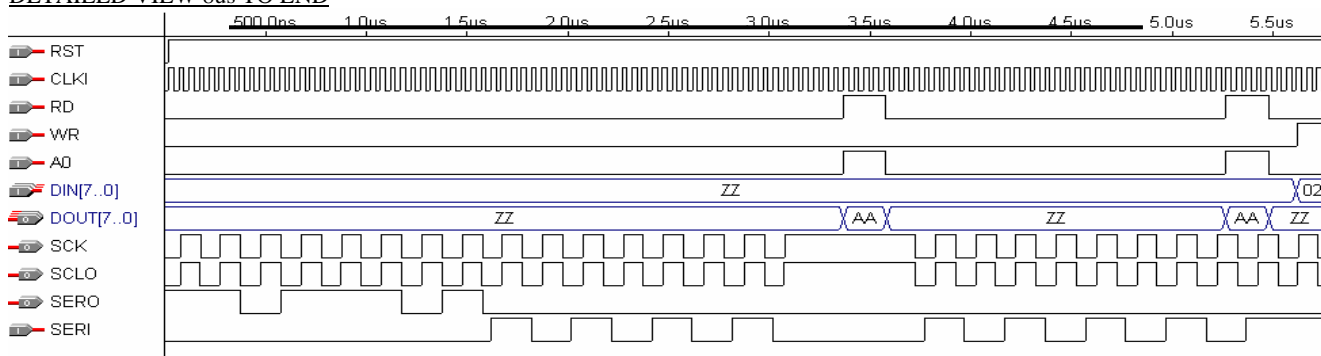 DETAILED VIEW 0us TO END
500.0ns 1.0us 1.5us 2.0us 2.5us 3.0us 3.5us 4.0us 4.5us 5.0us 5.5us
RST
CLKI
RD
WR
A0
DIN[7..0] ZZ 02
DOUT[7..0] ZZ AA ZZ AA ZZ
SCK
SCLO
SERO
SERI